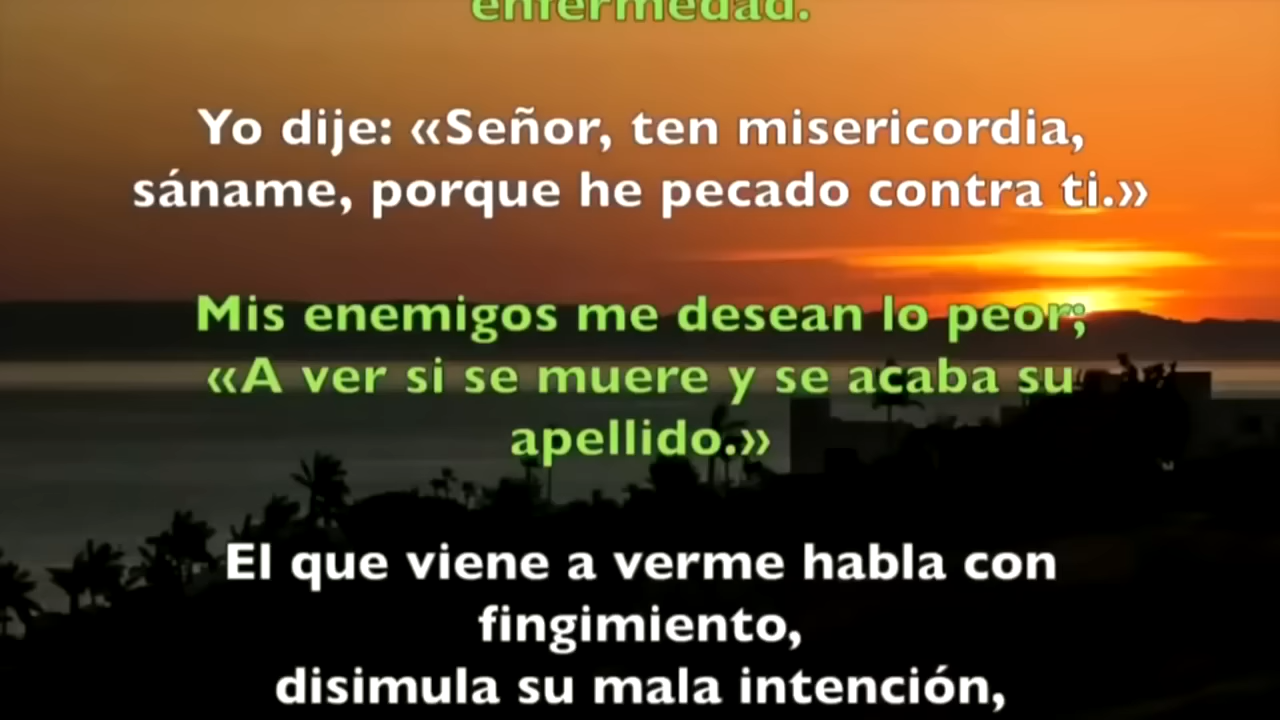 enfermedad.
Yo dije: «Señor, ten misericordia,
sáname, porque he pecado contra ti.»
Mis enemigos me desean lo peor;
«A ver si se muere y se acaba su
apellido.»
El que viene a verme habla con
fingimiento,
disimula su mala intención,